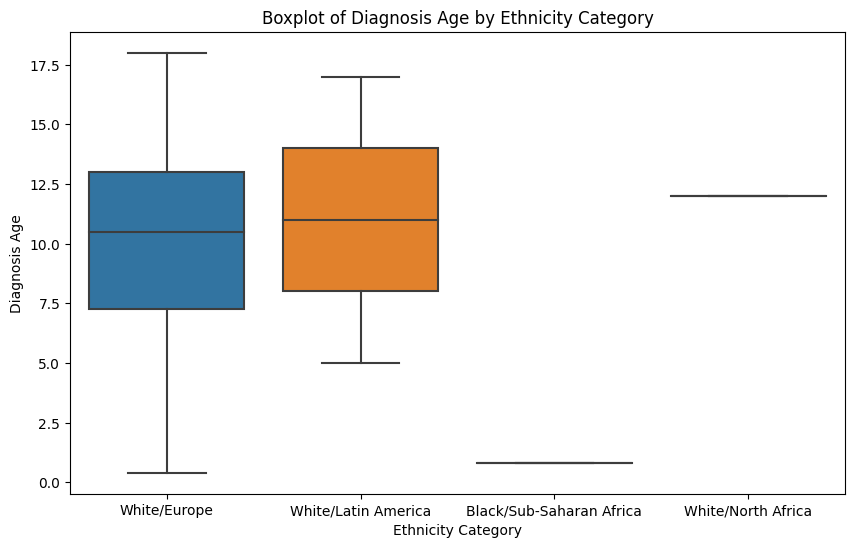 Boxplot of Diagnosis Age by Ethnicity Category
Diagnosis Age
17.5
15.0
12.5
10.0
7.5
5.0
2.5
0.0
White/Europe
White/Latin America
Black/Sub-Saharan Africa
White/North Africa
Ethnicity Category